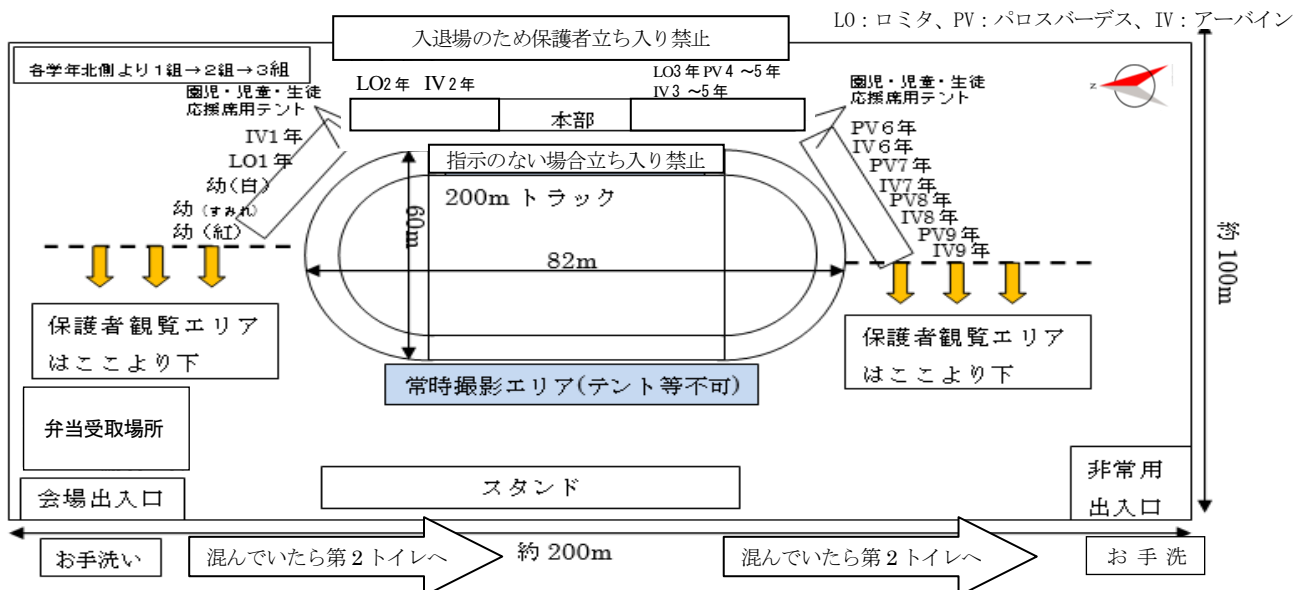 LO：ロミタ、PV：パロスバーデス、IV：アーバイン
入退場のため保護者立ち入り禁止
各学年北側より１組→２組→３組
園児・児童・生徒
応援席用テント
LO2年 IV２年
LO3年 PV４～5年
IV３～5年
園児・児童・生徒
応援席用テント
z
本部
IV1年
LO1年
幼(白)
幼（すみれ）
幼（紅）
指示のない場合立ち入り禁止
200mトラック
60m
82m
PV6年
IV6年
PV7年
IV7年
PV8年
IV8年
PV9年
IV9年
約100m
保護者観覧エリア
はここより下
保護者観覧エリア
はここより下
常時撮影エリア(テント等不可)
弁当受取場所
会場出入口
スタンド
非常用
出入口
お手洗い
混んでいたら第２トイレへ
約200m
混んでいたら第２トイレへ
お手洗